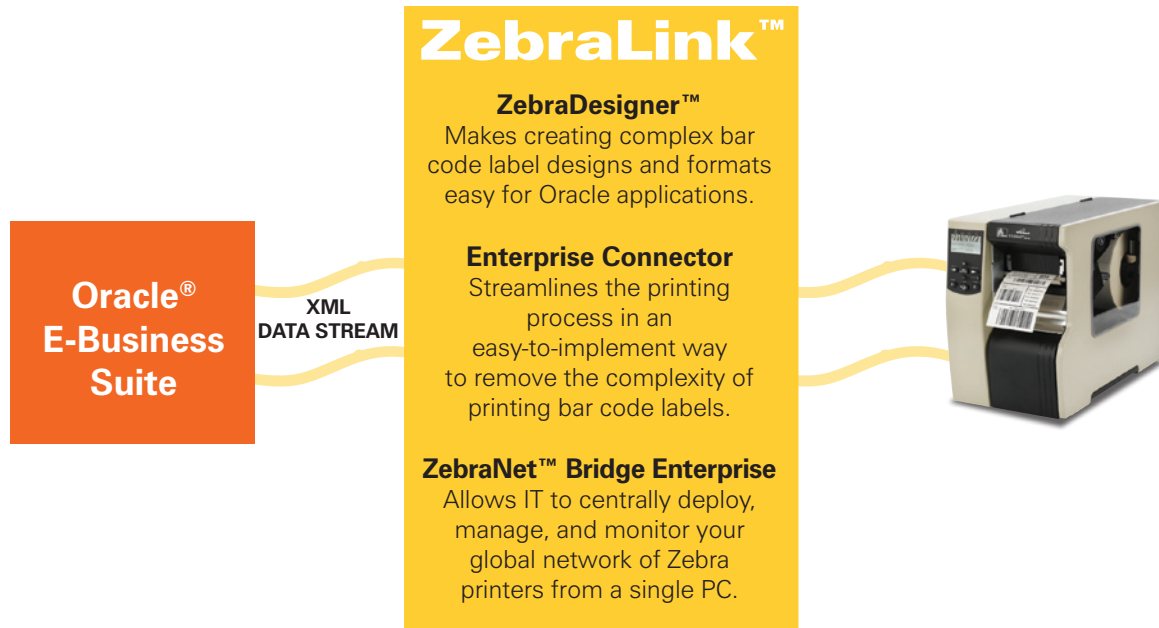 ZebraLink™
ZebraDesigner™
Makes creating complex bar
code label designs and formats
easy for Oracle applications.
Oracle®
E-Business
Suite
XML
DATA STREAM
Enterprise Connector
Streamlines the printing
process in an
easy-to-implement way
to remove the complexity of
printing bar code labels.
ZebraNet™ Bridge Enterprise
Allows IT to centrally deploy,
manage, and monitor your
global network of Zebra
printers from a single PC.